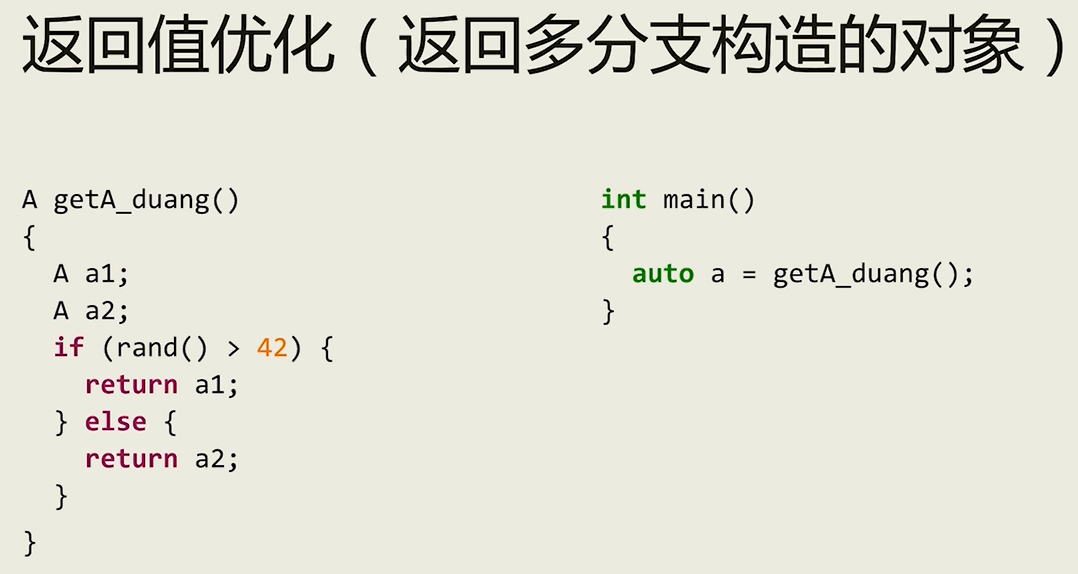 返回值优化（返回多分支构造的对象）
A getA_duang()
{
  A a1;
  A a2;
  if (rand() > 42) {
    return a1;
  } else {
    return a2;
  }
}
int main()
{
  auto a = getA_duang();
}